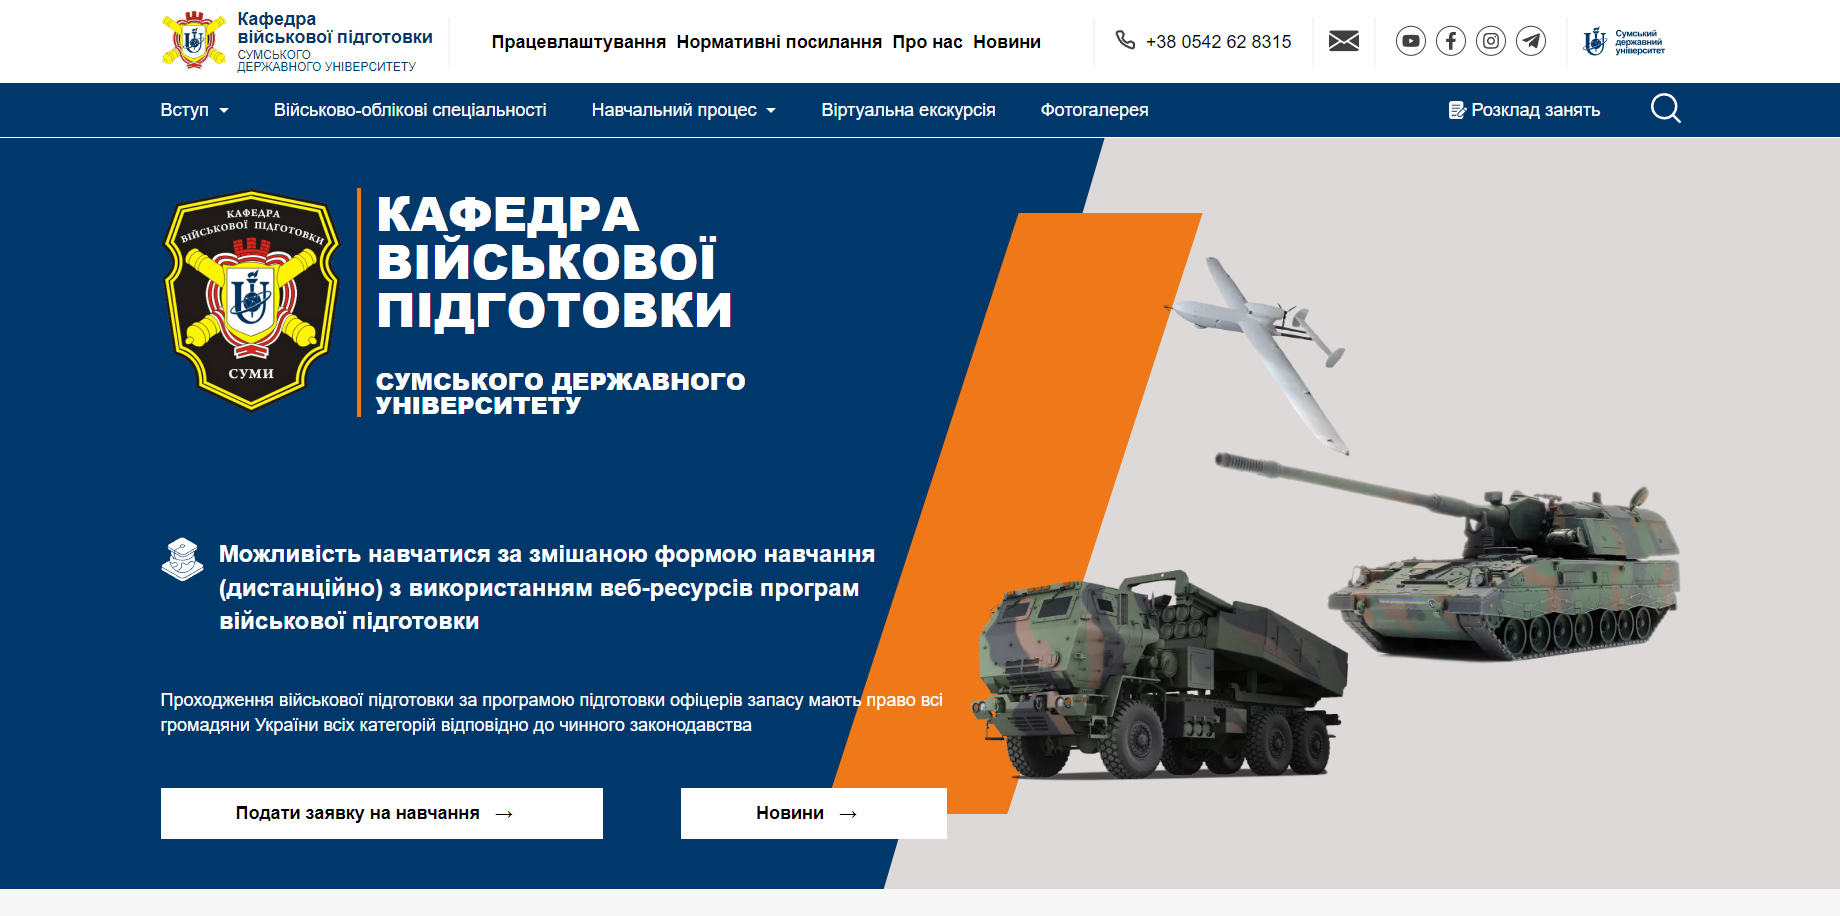 Кафедра
військової підготовки
СУМСЬКОГО
ДЕРЖАВНОГО УНІВЕРСИТЕТУ
Працевлаштування Нормативні посилання Про нас Новини
+38 0542 62 8315
Сумський
державний
університет
Вступ
Військово-облікові спеціальності
Навчальний процес
Віртуальна екскурсія
Фотогалерея
Розклад занять
КАФЕДРА
ВІЙСЬКОВОЇ ПІДГОТОВКИ
СУМИ
КАФЕДРА
ВІЙСЬКОВОЇ
ПІДГОТОВКИ
СУМСЬКОГО ДЕРЖАВНОГО
УНІВЕРСИТЕТУ
Можливість навчатися за змішаною формою навчання
(дистанційно) з використанням веб-ресурсів програм
військової підготовки
Проходження військової підготовки за програмою підготовки офіцерів запасу мають право всі
громадяни України всіх категорій відповідно до чинного законодавства
Подати заявку на навчання →
Новини →